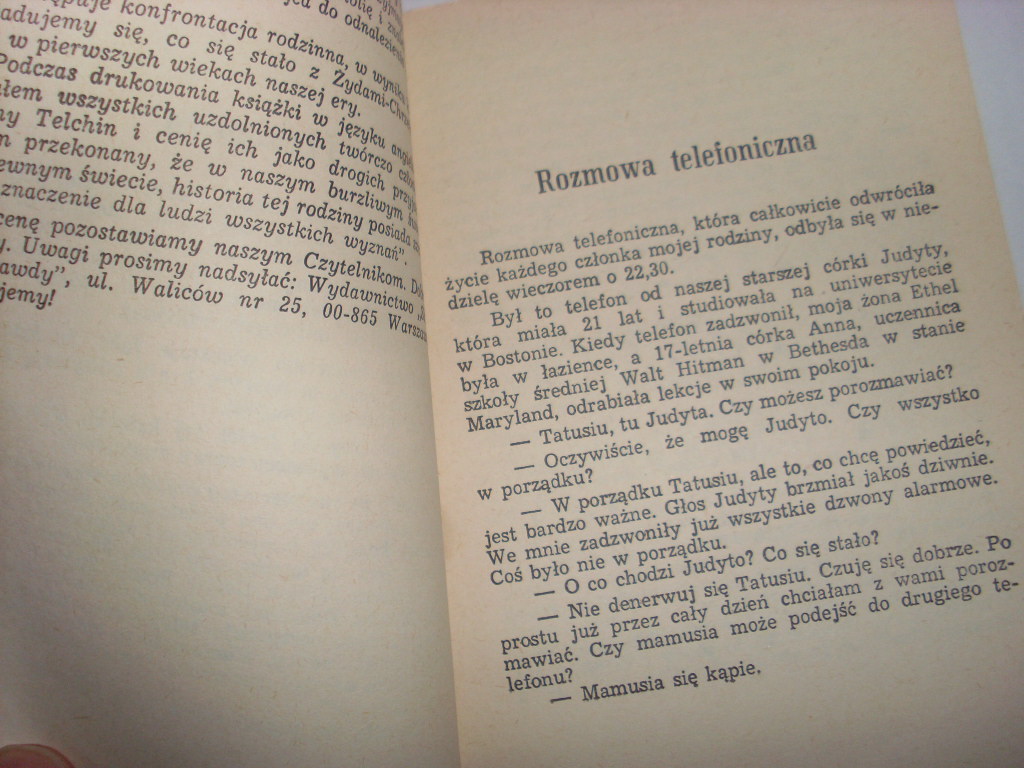 konfrontacja rodzinna, w
adujemy się, co się stało z Żydami-
w pierwszych wiekach naszej ery.
Podczas drukowania książki w języku
wszystkich uzdolnionych twórczo
ny Telchin i cenię ich jako drogich
przekonany, że w naszym burzliwym
ewnym świecie, historia tej rodziny posiada
znaczenie dla ludzi wszystkich wyznań”.
cenę pozostawiamy naszym Czytelnikom.
y. Uwagi prosimy nadsyłać: Wydawnictwo
awdy”, ul. Waliców nr 25, 00-865
jemy!
Rozmowa telefoniczna
Rozmowa telefoniczna, która całkowicie odwróciła
życie każdego członka mojej rodziny, odbyła się w nie-
dzielę wieczorem o 22,30.
Był to telefon od naszej starszej córki Judyty,
która miała 21 lat i studiowała na uniwersytecie
w Bostonie. Kiedy telefon zadzwonił, moja żona Ethel
była w łazience, a 17-letnia córka Anna, uczennica
szkoły średniej Walt Hitman w Bethesda w stanie
Maryland, odrabiała lekcje w swoim pokoju.
— Tatusiu, tu Judyta. Czy możesz porozmawiać?
— Oczywiście, że mogę Judyto. Czy wszystko
w porządku?
— W porządku Tatusiu, ale to, co chcę powiedzieć,
jest bardzo ważne. Głos Judyty brzmiał jakoś dziwnie.
We mnie zadzwoniły już wszystkie dzwony alarmowe.
Coś było nie w porządku.
— O co chodzi Judyto? Co się stało?
— Nie denerwuj się Tatusiu. Czuję się dobrze. Po
prostu już przez cały dzień chciałam z wami poroz-
mawiać. Czy mamusia może podejść do drugiego te-
lefonu?
— Mamusia się kąpie.